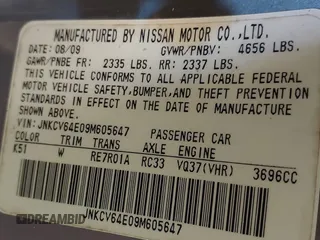 MANUFACTURED BY NISSAN MOTOR CO.,LTD.
DATE: 08/09 GVWR/PNBV: 4656 LBS.
GAWR/PNBE FR: 2335 LBS. RR: 2337 LBS.
THIS VEHICLE CONFORMS TO ALL APPLICABLE FEDERAL
MOTOR VEHICLE SAFETY,BUMPER,AND THEFT PREVENTION
STANDARDS IN EFFECT ON THE DATE OF MANUFACTURE
SHOWN ABOVE.
VIN:JNKCV64E09M605647 PASSENGER CAR
COLOR TRIM TRANS AXLE ENGINE
K51 W RE7R01A RC33 VQ37(VHR) 3696CC
JNKCV64E09M605647
DREAMBID